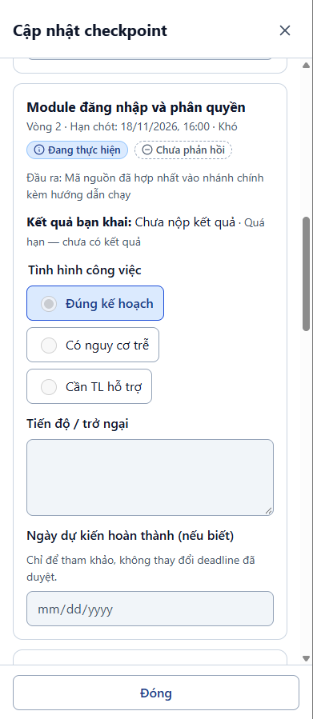 Cập nhật checkpoint
Module đăng nhập và phân quyền
Vòng 2 · Hạn chót: 18/11/2026, 16:00 · Khó
Đang thực hiện
Chưa phản hồi
Đầu ra: Mã nguồn đã hợp nhất vào nhánh chính
kèm hướng dẫn chạy
Kết quả bạn khai: Chưa nộp kết quả · Quá
hạn — chưa có kết quả
Tình hình công việc
Đúng kế hoạch
Có nguy cơ trễ
Cần TL hỗ trợ
Tiến độ / trở ngại
Ngày dự kiến hoàn thành (nếu biết)
Chỉ để tham khảo, không thay đổi deadline đã
duyệt.
mm/dd/yyyy
Đóng